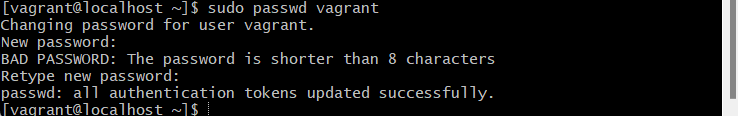 [vagrant@localhost ~]$ sudo passwd vagrant
Changing password for user vagrant.
New password:
BAD PASSWORD: The password is shorter than 8 characters
Retype new password:
passwd: all authentication tokens updated successfully.
[vagrant@localhost ~]$